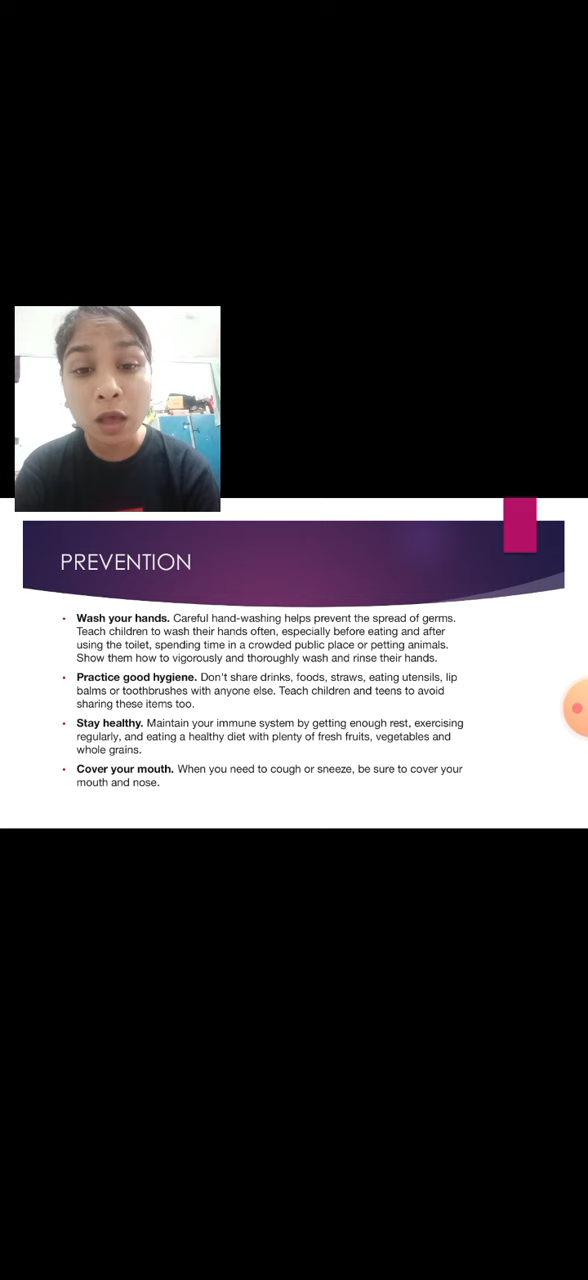 PREVENTION
• Wash your hands. Careful hand-washing helps prevent the spread of germs.
Teach children to wash their hands often, especially before eating and after
using the toilet, spending time in a crowded public place or petting animals.
Show them how to vigorously and thoroughly wash and rinse their hands.
• Practice good hygiene. Don't share drinks, foods, straws, eating utensils, lip
balms or toothbrushes with anyone else. Teach children and teens to avoid
sharing these items too.
• Stay healthy. Maintain your immune system by getting enough rest, exercising
regularly, and eating a healthy diet with plenty of fresh fruits, vegetables and
whole grains.
• Cover your mouth. When you need to cough or sneeze, be sure to cover your
mouth and nose.